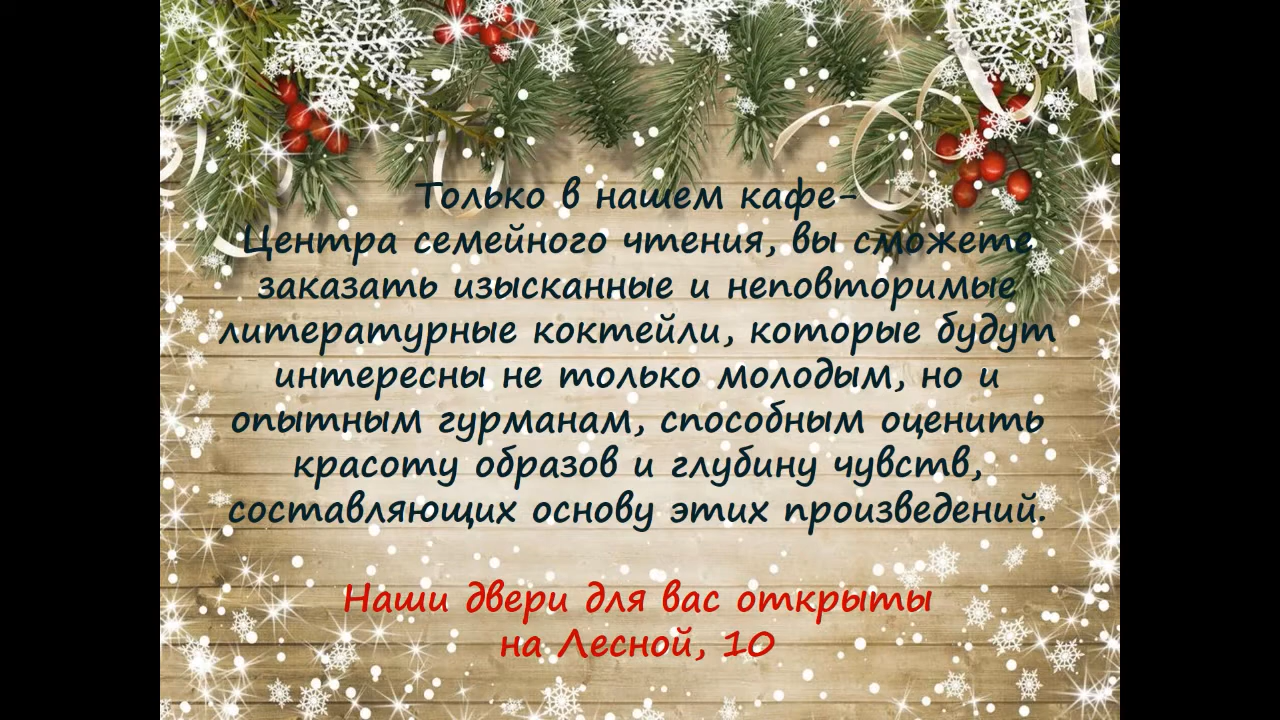 Только в нашем кафе-
Центра семейного чтения, вы сможете
заказать изысканные и неповторимые
литературные коктейли, которые будут
интересны не только молодым, но и
опытным гурманам, способным оценить
красоту образов и глубину чувств,
составляющих основу этих произведений.
Наши двери для вас открыты
на Лесной, 10